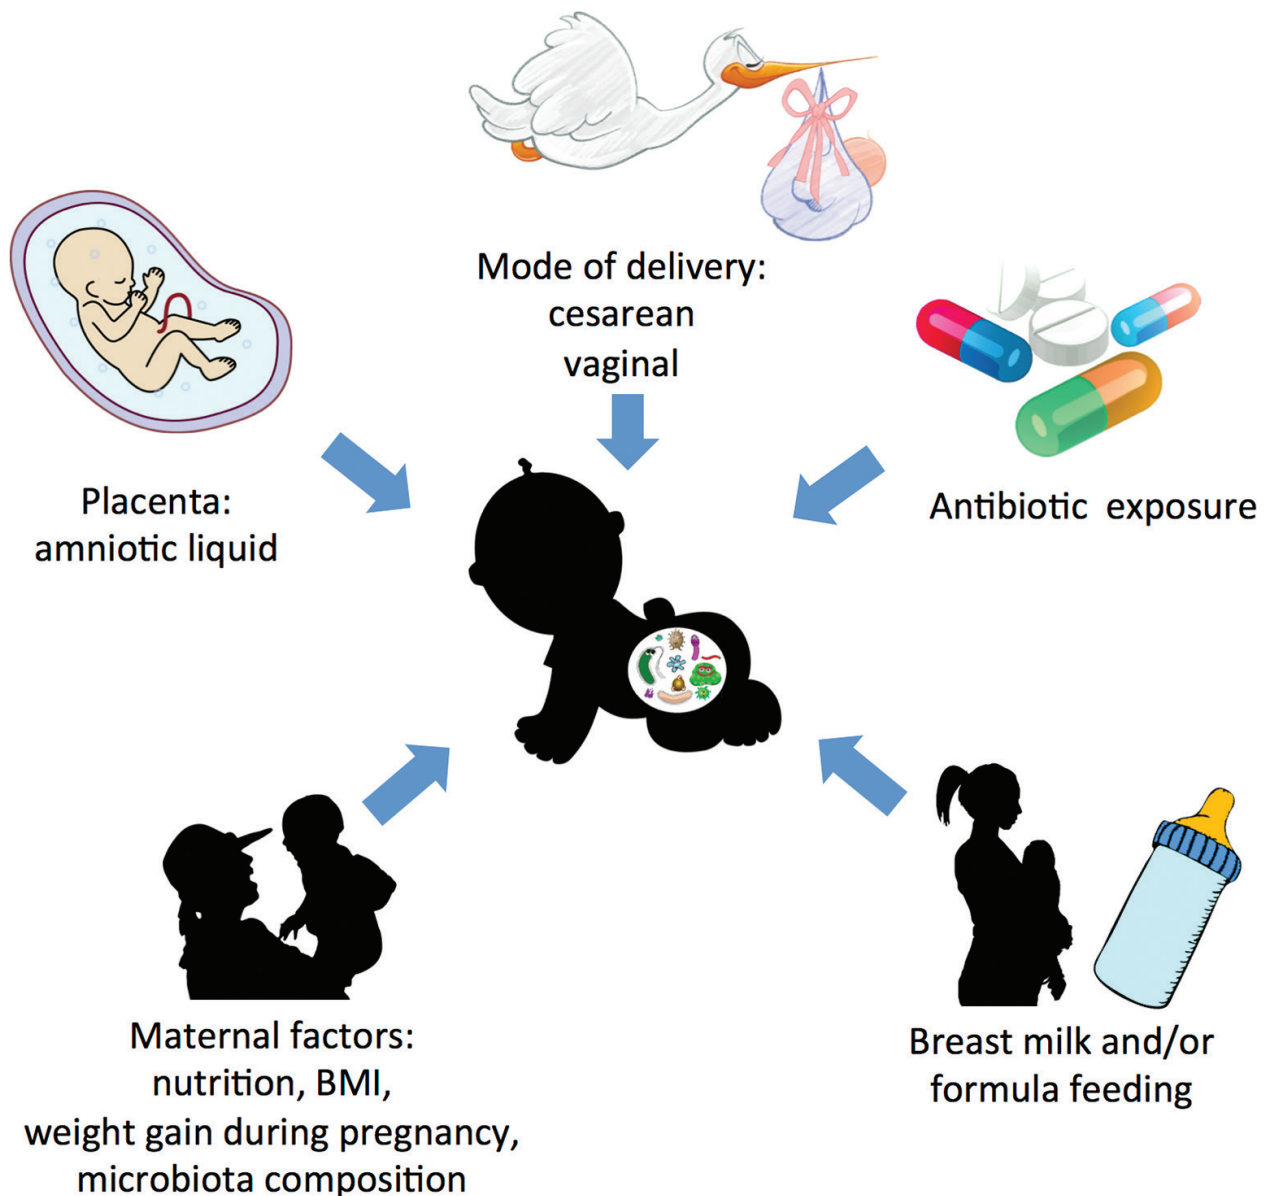 Mode of delivery:
cesarean
vaginal
Placenta:
amniotic liquid
Antibiotic exposure
Maternal factors:
nutrition, BMI,
weight gain during pregnancy,
microbiota composition
Breast milk and/or
formula feeding